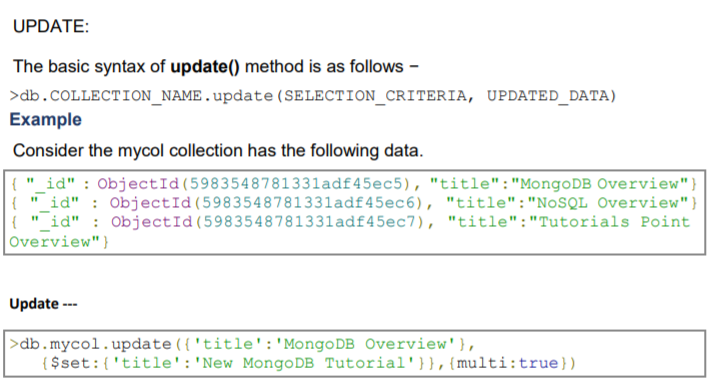 UPDATE:
The basic syntax of update() method is as follows −
>db.COLLECTION_NAME.update(SELECTION_CRITERIA, UPDATED_DATA)
Example
Consider the mycol collection has the following data.
{ "_id" : ObjectId(5983548781331adf45ec5), "title":"MongoDB Overview"}
{ "_id" : ObjectId(5983548781331adf45ec6), "title":"NoSQL Overview"}
{ "_id" : ObjectId(5983548781331adf45ec7), "title":"Tutorials Point
Overview"}
Update ---
>db.mycol.update({'title':'MongoDB Overview'},
{$set:{'title':'New MongoDB Tutorial'}},{multi:true})